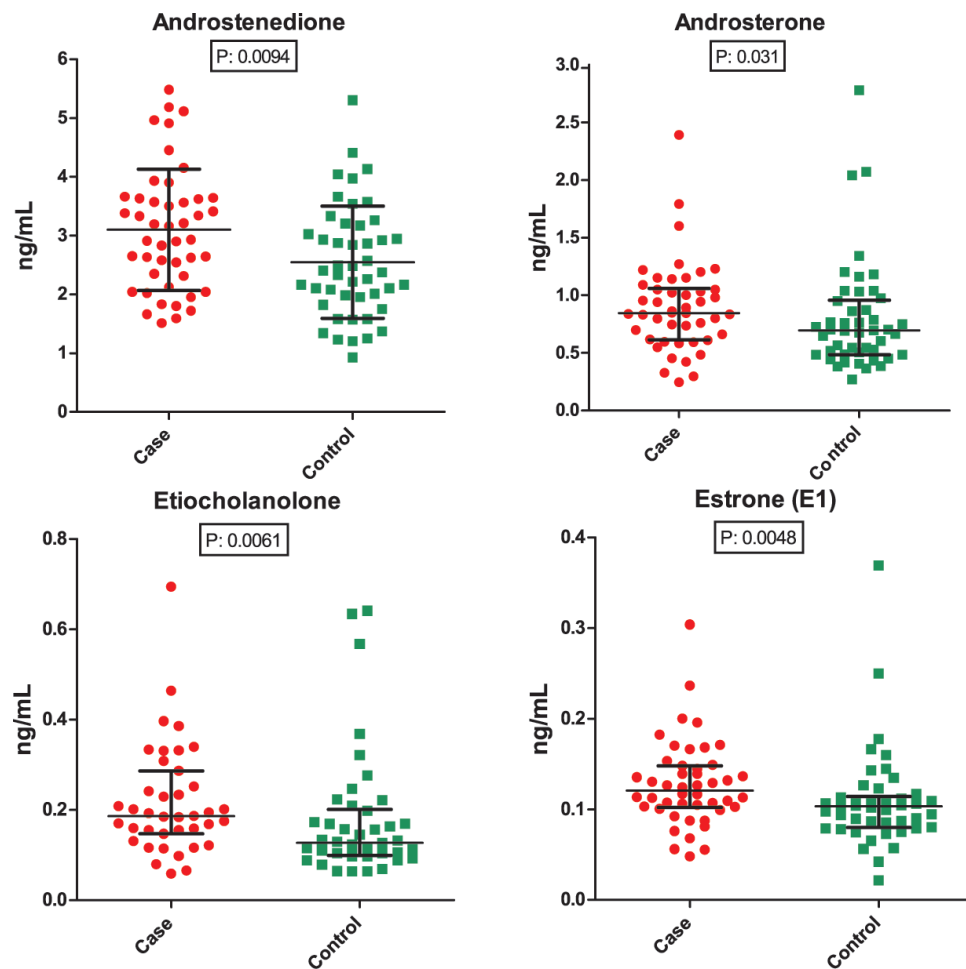 Androstenedione
P: 0.0094
6
5
4
3
2
1
0
ng/mL
Case
Control
Androsterone
P: 0.031
3.0
2.5
2.0
1.5
1.0
0.5
0.0
ng/mL
Case
Control
Etiocholanolone
P: 0.0061
0.8
0.6
0.4
0.2
0.0
ng/mL
Case
Control
Estrone (E1)
P: 0.0048
0.4
0.3
0.2
0.1
0.0
ng/mL
Case
Control